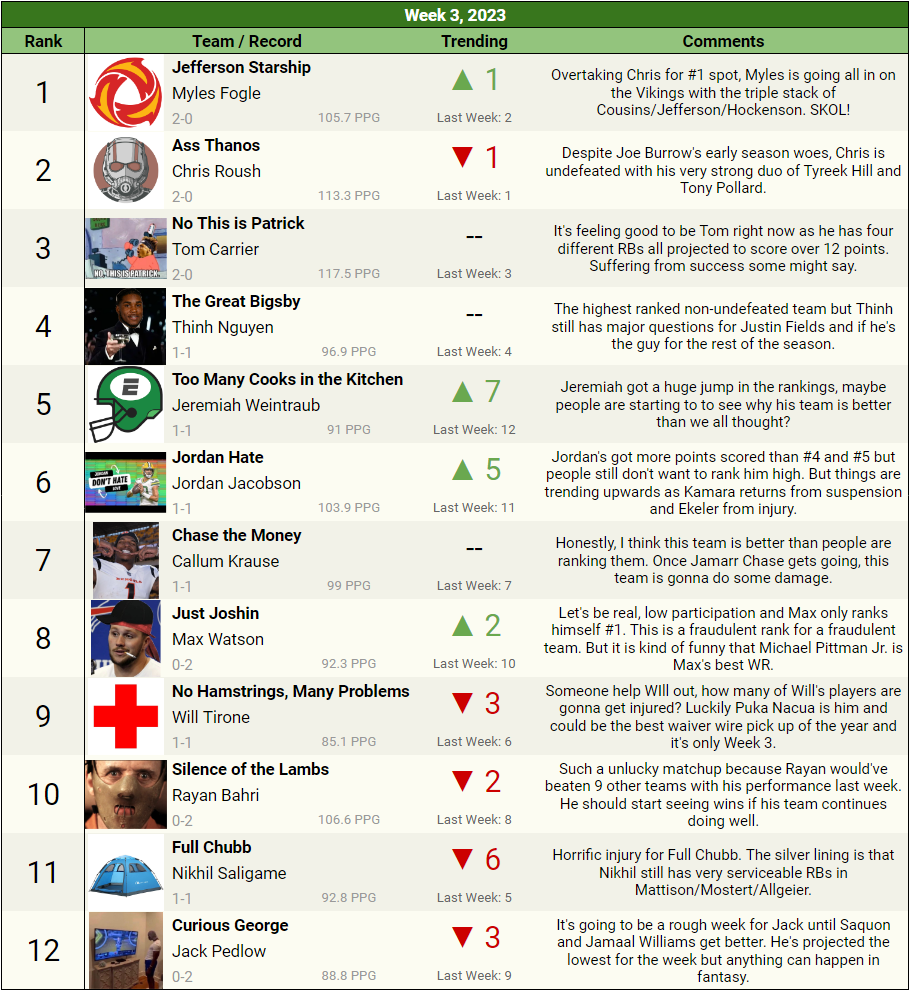 Week 3, 2023
Rank Team / Record Trending Comments
1
Jefferson Starship
Myles Fogle
2-0 105.7 PPG
▲ 1
Last Week: 2
Overtaking Chris for #1 spot, Myles is going all in on
the Vikings with the triple stack of
Cousins/Jefferson/Hockenson. SKOL!
2
Ass Thanos
Chris Roush
2-0 113.3 PPG
▼ 1
Last Week: 1
Despite Joe Burrow's early season woes, Chris is
undefeated with his very strong duo of Tyreek Hill and
Tony Pollard.
3
NO, THIS IS PATRICK.
No This is Patrick
Tom Carrier
2-0 117.5 PPG
--
Last Week: 3
It's feeling good to be Tom right now as he has four
different RBs all projected to score over 12 points.
Suffering from success some might say.
4
The Great Bigsby
Thinh Nguyen
1-1 96.9 PPG
--
Last Week: 4
The highest ranked non-undefeated team but Thinh
still has major questions for Justin Fields and if he's
the guy for the rest of the season.
5
E
Too Many Cooks in the Kitchen
Jeremiah Weintraub
1-1 91 PPG
▲ 7
Last Week: 12
Jeremiah got a huge jump in the rankings, maybe
people are starting to to see why his team is better
than we all thought?
6
JORDAN
DON'T HATE
LOVE
Jordan Hate
Jordan Jacobson
1-1 103.9 PPG
▲ 5
Last Week: 11
Jordan's got more points scored than #4 and #5 but
people still don't want to rank him high. But things are
trending upwards as Kamara returns from suspension
and Ekeler from injury.
7
BENGALS
1
Chase the Money
Callum Krause
1-1 99 PPG
--
Last Week: 7
Honestly, I think this team is better than people are
ranking them. Once Jamarr Chase gets going, this
team is gonna do some damage.
8
Just Joshin
Max Watson
0-2 92.3 PPG
▲ 2
Last Week: 10
Let's be real, low participation and Max only ranks
himself #1. This is a fraudulent rank for a fraudulent
team. But it is kind of funny that Michael Pittman Jr. is
Max's best WR.
9
No Hamstrings, Many Problems
Will Tirone
1-1 85.1 PPG
▼ 3
Last Week: 6
Someone help WIll out, how many of Will's players are
gonna get injured? Luckily Puka Nacua is him and
could be the best waiver wire pick up of the year and
it's only Week 3.
10
Silence of the Lambs
Rayan Bahri
0-2 106.6 PPG
▼ 2
Last Week: 8
Such a unlucky matchup because Rayan would've
beaten 9 other teams with his performance last week.
He should start seeing wins if his team continues
doing well.
11
Full Chubb
Nikhil Saligame
1-1 92.8 PPG
▼ 6
Last Week: 5
Horrific injury for Full Chubb. The silver lining is that
Nikhil still has very serviceable RBs in
Mattison/Mostert/Allgeier.
12
Curious George
Jack Pedlow
0-2 88.8 PPG
▼ 3
Last Week: 9
It's going to be a rough week for Jack until Saquon
and Jamaal Williams get better. He's projected the
lowest for the week but anything can happen in
fantasy.